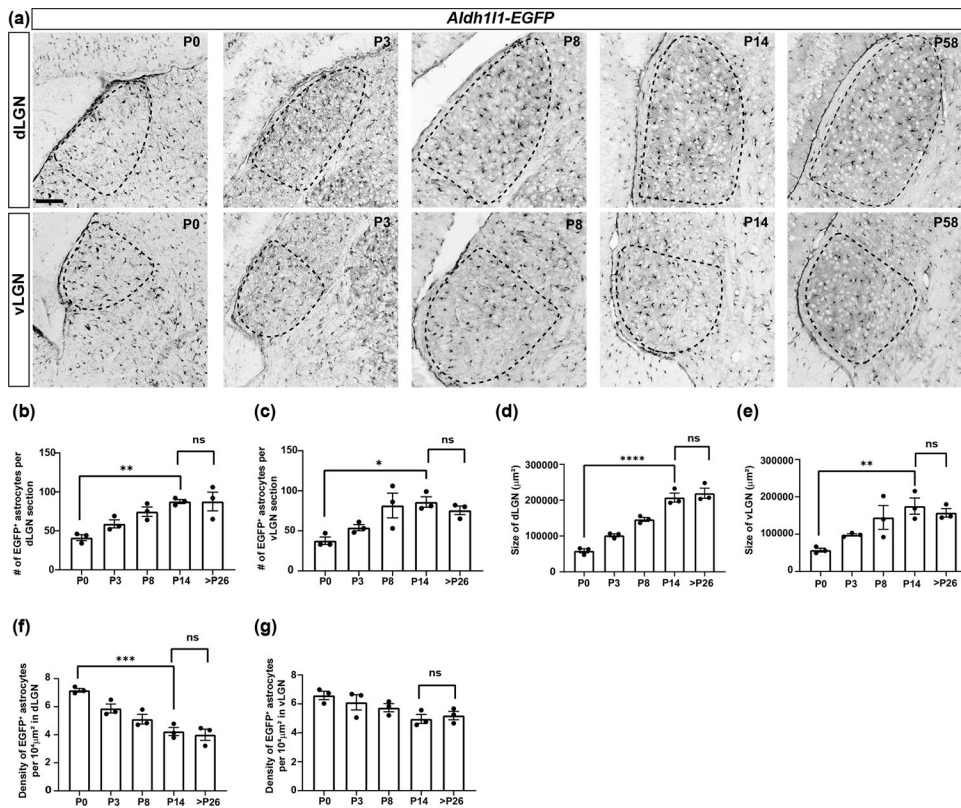 (a)
Aldh1l1-EGFP
dLGN
P0
P3
P8
P14
P58
vLGN
P0
P3
P8
P14
P58
(b)
# of EGFP⁺ astrocytes per
dLGN section
150
100
50
0
**
ns
P0 P3 P8 P14 >P26
(c)
# of EGFP⁺ astrocytes per
vLGN section
150
100
50
0
*
ns
P0 P3 P8 P14 >P26
(d)
Size of dLGN (µm²)
300000
200000
100000
0
****
ns
P0 P3 P8 P14 >P26
(e)
Size of vLGN (µm²)
300000
200000
100000
0
**
ns
P0 P3 P8 P14 >P26
(f)
Density of EGFP⁺ astrocytes
per 10⁴µm² in dLGN
8
6
4
2
0
***
ns
P0 P3 P8 P14 >P26
(g)
Density of EGFP⁺ astrocytes
per 10⁴µm² in vLGN
8
6
4
2
0
ns
P0 P3 P8 P14 >P26